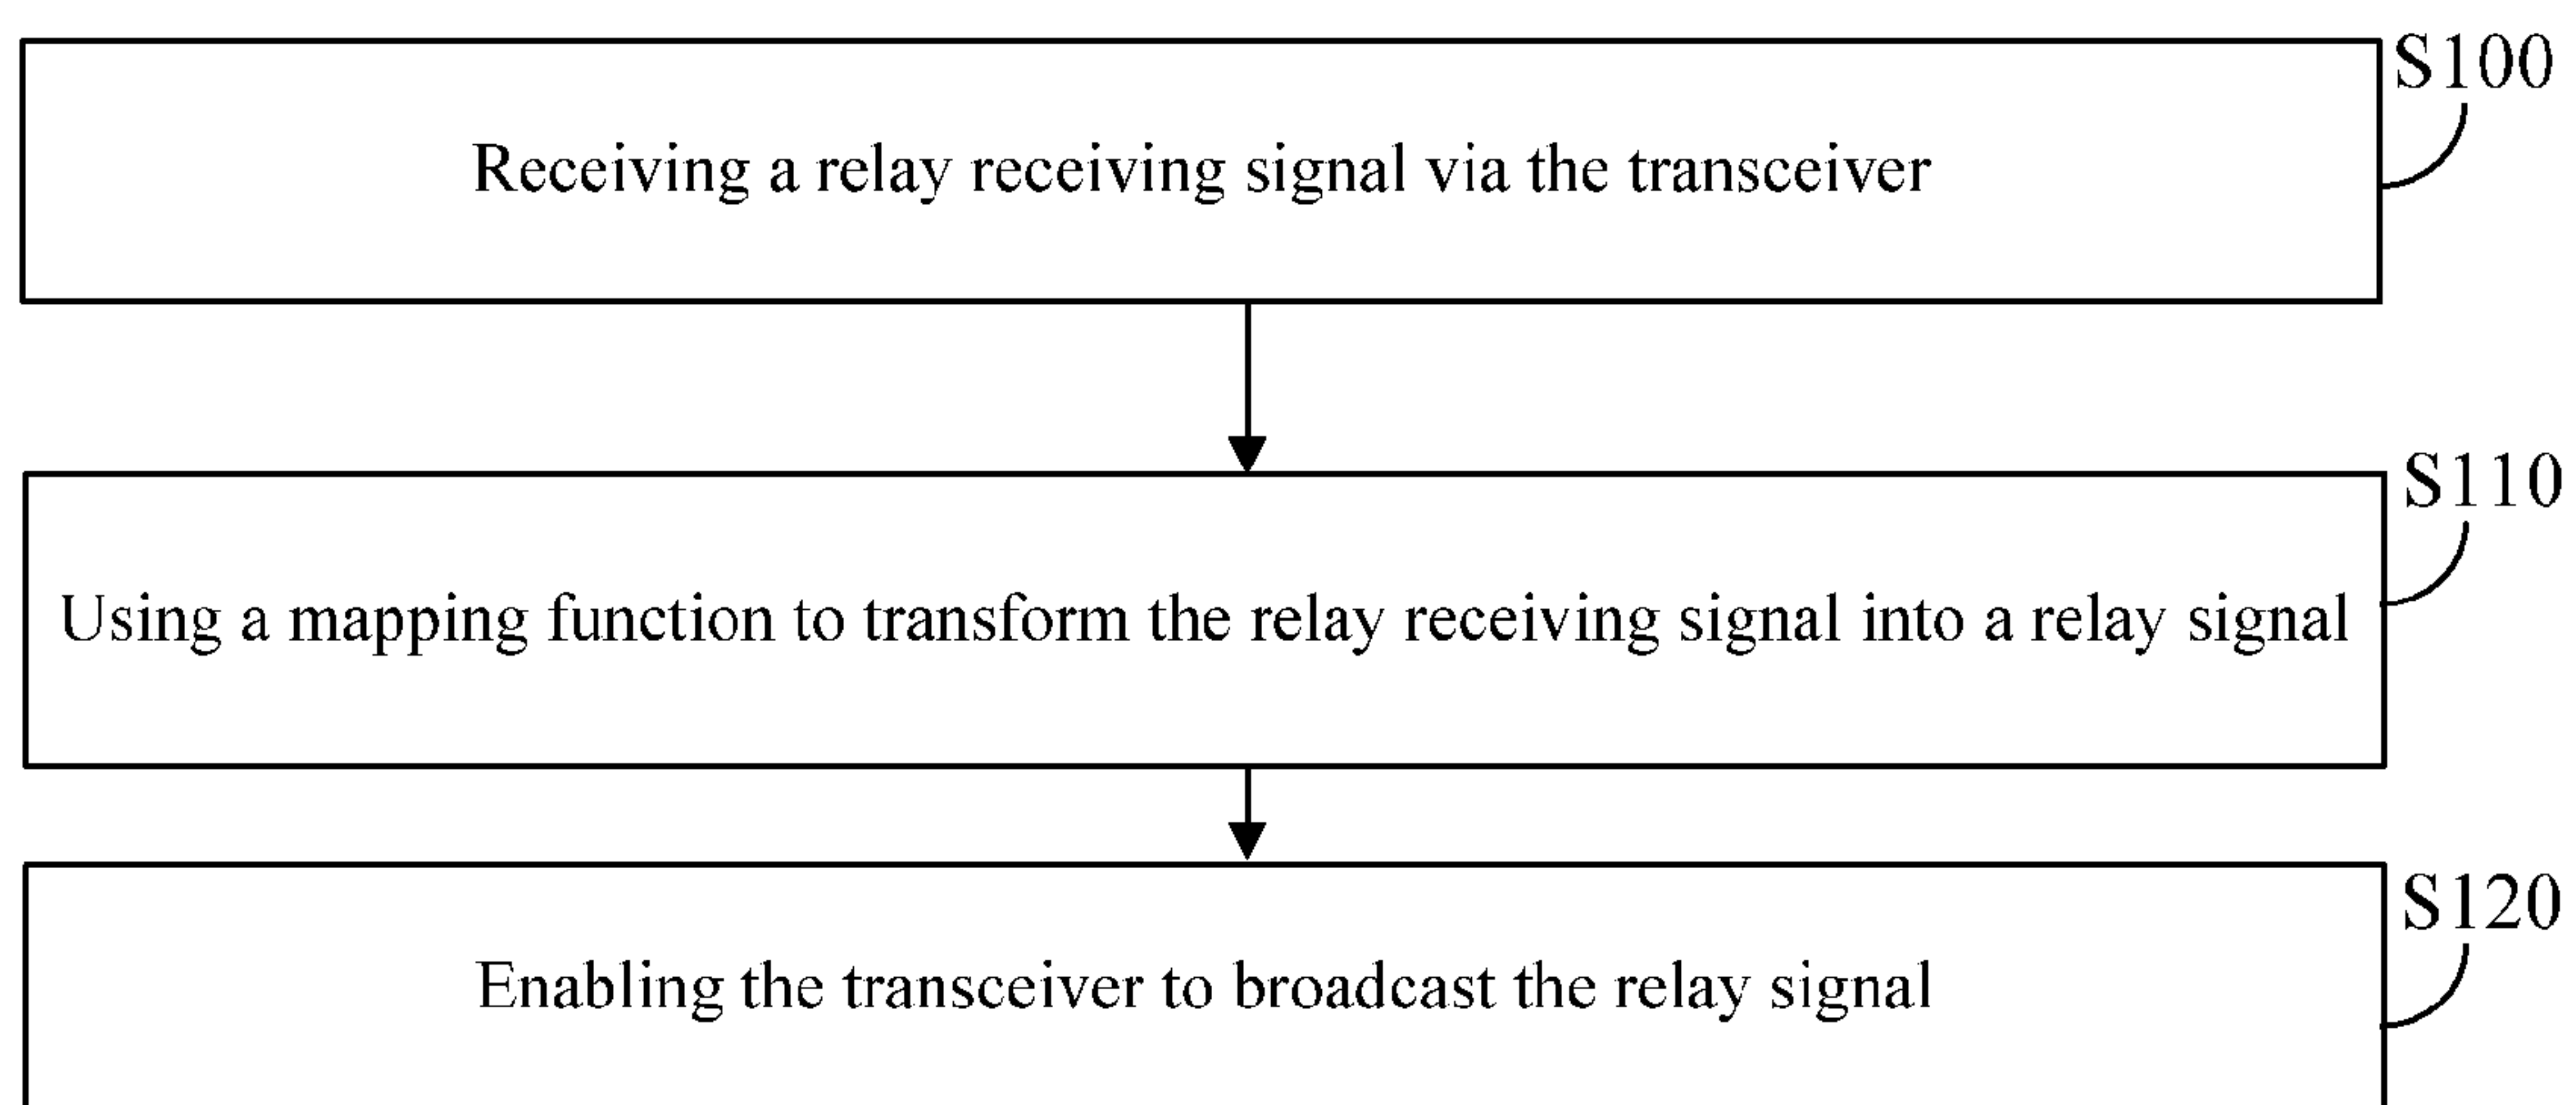 S100
Receiving a relay receiving signal via the transceiver
S110
Using a mapping function to transform the relay receiving signal into a relay signal
S120
Enabling the transceiver to broadcast the relay signal